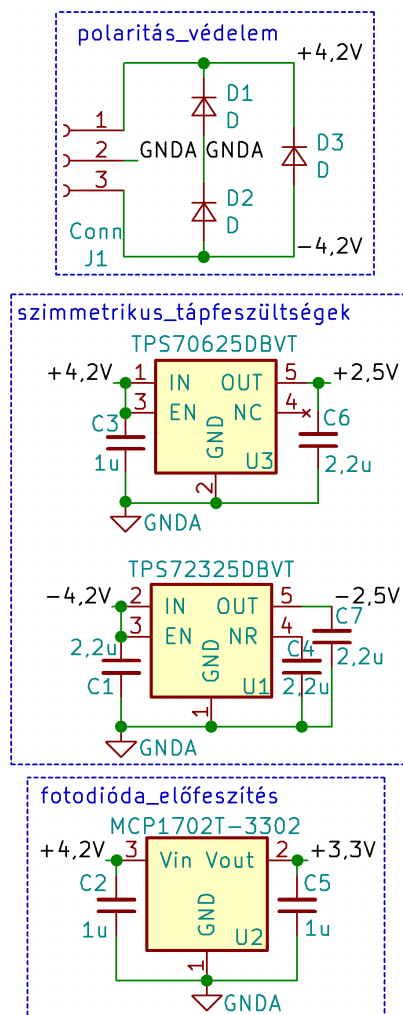 polaritás_védelem
+4,2V
D1
D
1
2
GNDA GNDA
D3
D
3
D2
D
Conn
J1
-4,2V
szimmetrikus_tápfeszültségek
TPS70625DBVT
+4,2V 1 IN OUT 5 +2,5V
3 EN NC 4
C3
1u
GND
U3
C6
2,2u
2
GNDA
TPS72325DBVT
-4,2V 2 IN OUT 5 -2,5V
3 EN NR 4
C7
2,2u
2,2u
C1
GND
U1
C4
2,2u
1
GNDA
fotodióda_előfeszítés
MCP1702T-3302
+4,2V 3 Vin Vout 2 +3,3V
C2
1u
GND
U2
C5
1u
1
GNDA